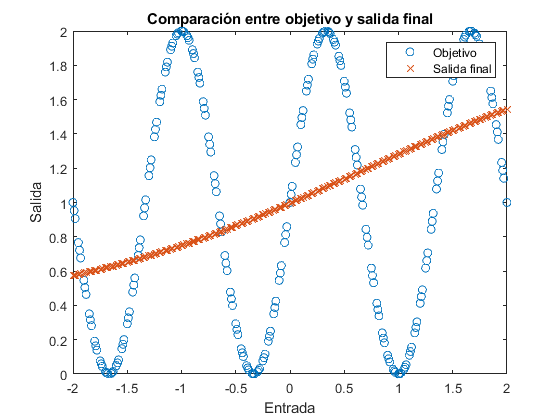 Comparación entre objetivo y salida final
2
1.8
1.6
1.4
1.2
1
0.8
0.6
0.4
0.2
0
Salida
Objetivo
Salida final
-2 -1.5 -1 -0.5 0 0.5 1 1.5 2
Entrada